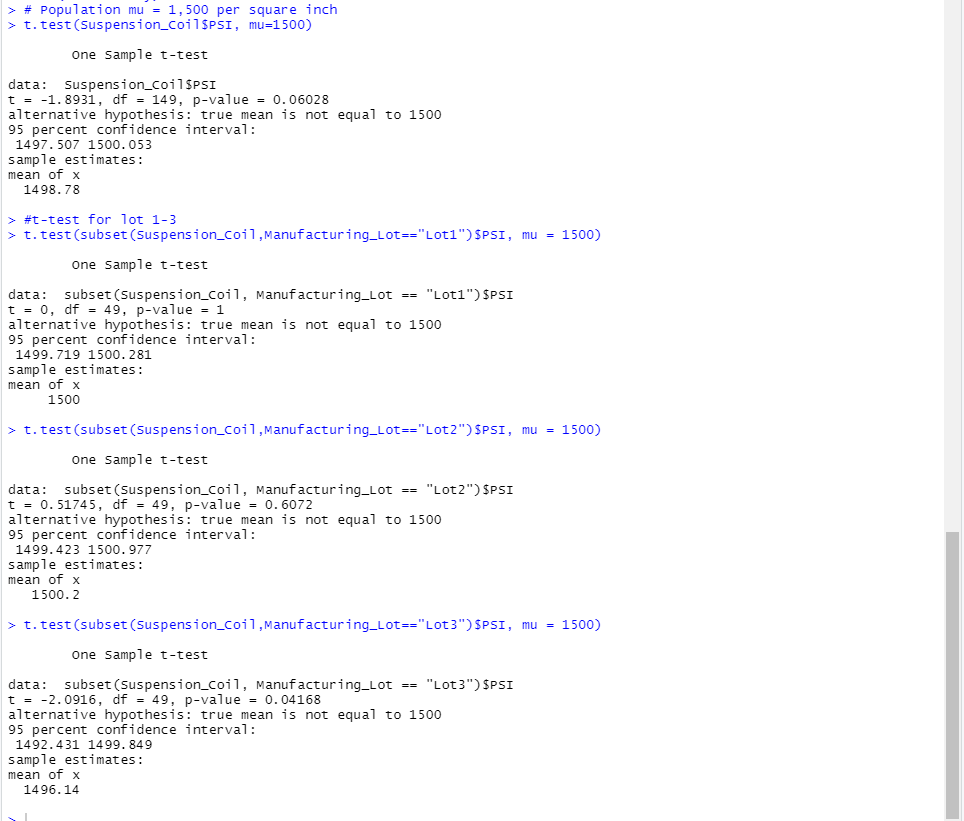 > # Population mu = 1,500 per square inch
> t.test(Suspension_Coil$PSI, mu=1500)
One Sample t-test
data: Suspension_Coil$PSI
t = -1.8931, df = 149, p-value = 0.06028
alternative hypothesis: true mean is not equal to 1500
95 percent confidence interval:
1497.507 1500.053
sample estimates:
mean of x
1498.78
> #t-test for lot 1-3
> t.test(subset(Suspension_Coil,Manufacturing_Lot=="Lot1")$PSI, mu = 1500)
One Sample t-test
data: subset(Suspension_Coil, Manufacturing_Lot == "Lot1")$PSI
t = 0, df = 49, p-value = 1
alternative hypothesis: true mean is not equal to 1500
95 percent confidence interval:
1499.719 1500.281
sample estimates:
mean of x
1500
> t.test(subset(Suspension_Coil,Manufacturing_Lot=="Lot2")$PSI, mu = 1500)
One Sample t-test
data: subset(Suspension_Coil, Manufacturing_Lot == "Lot2")$PSI
t = 0.51745, df = 49, p-value = 0.6072
alternative hypothesis: true mean is not equal to 1500
95 percent confidence interval:
1499.423 1500.977
sample estimates:
mean of x
1500.2
> t.test(subset(Suspension_Coil,Manufacturing_Lot=="Lot3")$PSI, mu = 1500)
One Sample t-test
data: subset(Suspension_Coil, Manufacturing_Lot == "Lot3")$PSI
t = -2.0916, df = 49, p-value = 0.04168
alternative hypothesis: true mean is not equal to 1500
95 percent confidence interval:
1492.431 1499.849
sample estimates:
mean of x
1496.14
>